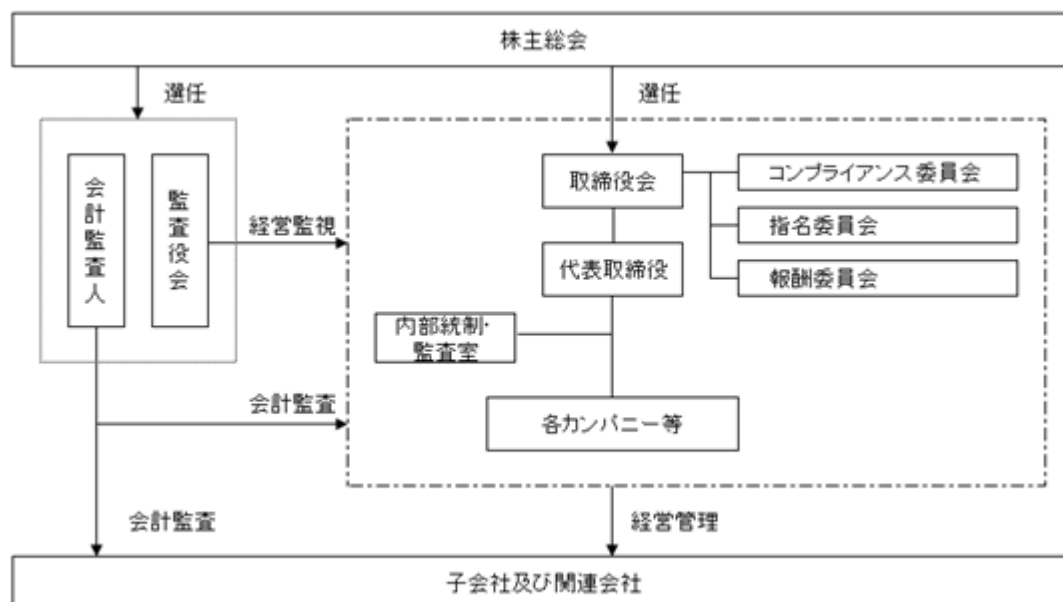 株主総会
選任
選任
会計監査人
監査役会
経営監視
取締役会
コンプライアンス委員会
指名委員会
代表取締役
報酬委員会
内部統制・
監査室
会計監査
各カンパニー等
会計監査
経営管理
子会社及び関連会社